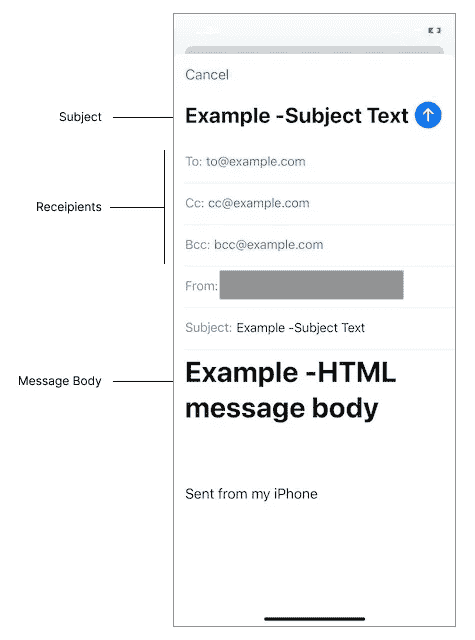 Cancel
Subject
Example -Subject Text
To: to@example.com
Receipients
Cc: cc@example.com
Bcc: bcc@example.com
From:
Subject: Example -Subject Text
Message Body
Example -HTML
message body
Sent from my iPhone